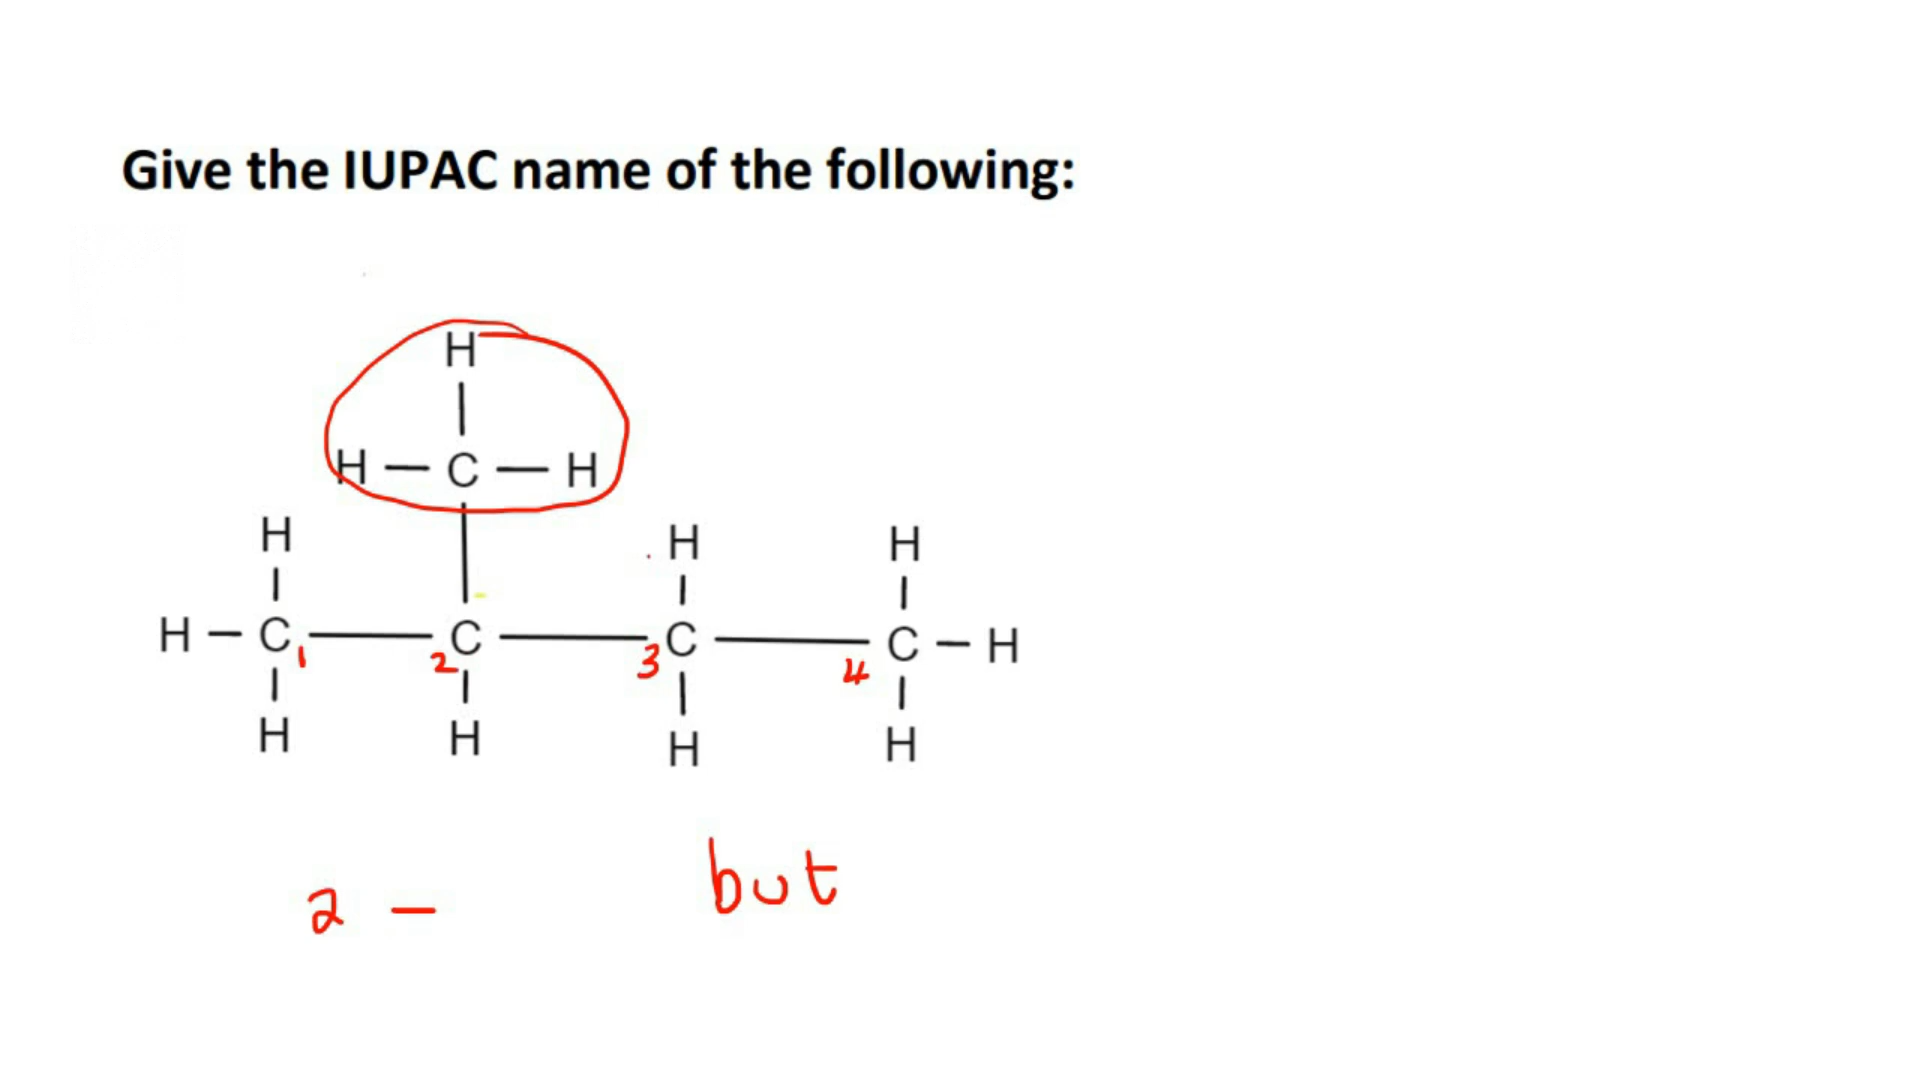 Give the IUPAC name of the following:
H
H — C — H
H H H
H — C — C — C — C — H
1 2 3 4
H H H H
2 — but